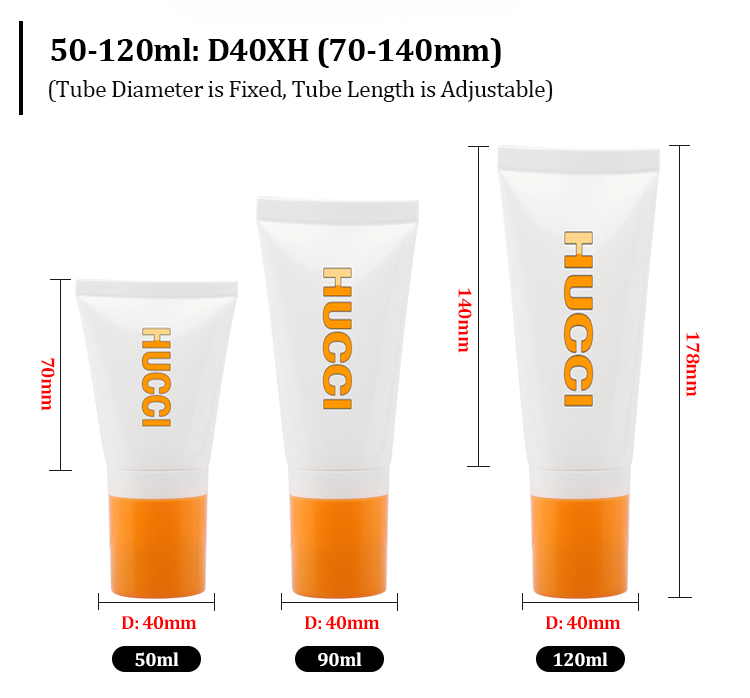 50-120ml: D40XH (70-140mm)
(Tube Diameter is Fixed, Tube Length is Adjustable)
70mm
HUCCI
HUCCI
140mm
HUCCI
178mm
D: 40mm
D: 40mm
D: 40mm
50ml
90ml
120ml